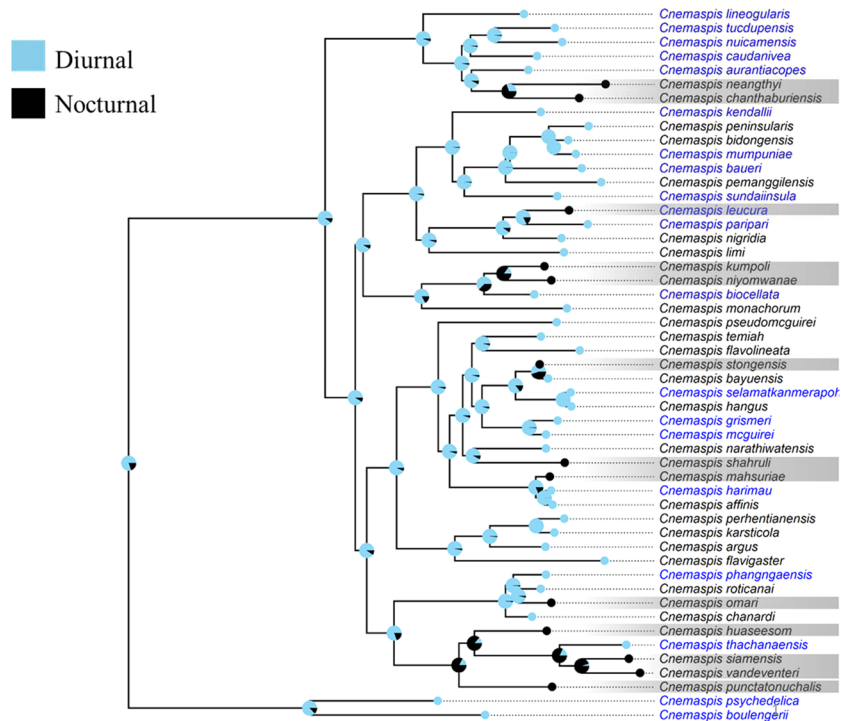 Diurnal
Nocturnal
Cnemaspis lineogularis
Cnemaspis tucdupensis
Cnemaspis nuicamensis
Cnemaspis caudanivea
Cnemaspis aurantiacopes
Cnemaspis neangthyi
Cnemaspis chanthaburiensis
Cnemaspis kendallii
Cnemaspis peninsularis
Cnemaspis bidongensis
Cnemaspis mumpuniae
Cnemaspis baueri
Cnemaspis pemanggilensis
Cnemaspis sundaiinsula
Cnemaspis leucura
Cnemaspis paripari
Cnemaspis nigridia
Cnemaspis limi
Cnemaspis kumpoli
Cnemaspis niyomwanae
Cnemaspis biocellata
Cnemaspis monachorum
Cnemaspis pseudomcguirei
Cnemaspis temiah
Cnemaspis flavolineata
Cnemaspis stongensis
Cnemaspis bayuensis
Cnemaspis selamatkanmerapoh
Cnemaspis hangus
Cnemaspis grismeri
Cnemaspis mcguirei
Cnemaspis narathiwatensis
Cnemaspis shahruli
Cnemaspis mahsuriae
Cnemaspis harimau
Cnemaspis affinis
Cnemaspis perhentianensis
Cnemaspis karsticola
Cnemaspis argus
Cnemaspis flavigaster
Cnemaspis phangngaensis
Cnemaspis roticanai
Cnemaspis omari
Cnemaspis chanardi
Cnemaspis huaseesom
Cnemaspis thachanaensis
Cnemaspis siamensis
Cnemaspis vandeventeri
Cnemaspis punctatonuchalis
Cnemaspis psychedelica
Cnemaspis boulengerii